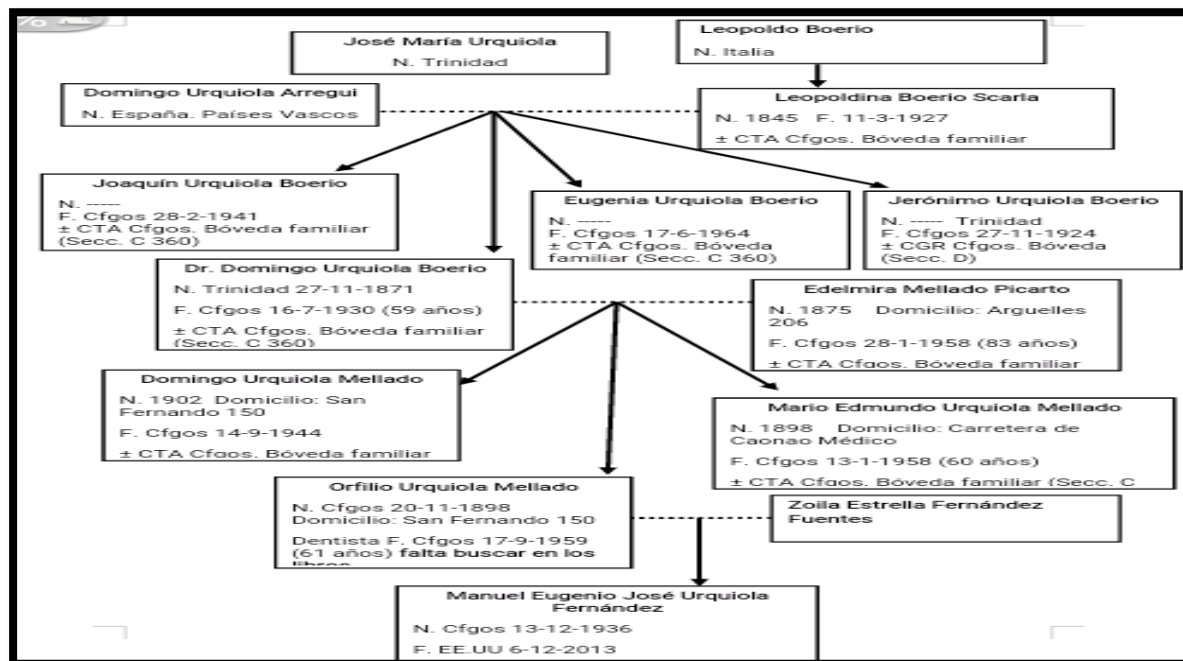 %
José María Urquiola
N. Trinidad
Leopoldo Boerio
N. Italia
Domingo Urquiola Arregui
N. España. Países Vascos
Leopoldina Boerio Scarla
N. 1845 F. 11-3-1927
± CTA Cfgos. Bóveda familiar
Joaquín Urquiola Boerio
N. -----
F. Cfgos 28-2-1941
± CTA Cfgos. Bóveda familiar
(Secc. C 360)
Eugenia Urquiola Boerio
N. -----
F. Cfgos 17-6-1964
± CTA Cfgos. Bóveda
familiar (Secc. C 360)
Jerónimo Urquiola Boerio
N. ----- Trinidad
F. Cfgos 27-11-1924
± CGR Cfgos. Bóveda
(Secc. D)
Dr. Domingo Urquiola Boerio
N. Trinidad 27-11-1871
F. Cfgos 16-7-1930 (59 años)
± CTA Cfgos. Bóveda familiar
(Secc. C 360)
Edelmira Mellado Picarto
N. 1875 Domicilio: Arguelles
206
F. Cfgos 28-1-1958 (83 años)
± CTA Cfgos. Bóveda familiar
Domingo Urquiola Mellado
N. 1902 Domicilio: San
Fernando 150
F. Cfgos 14-9-1944
± CTA Cfgos. Bóveda familiar
Mario Edmundo Urquiola Mellado
N. 1898 Domicilio: Carretera de
Caonao Médico
F. Cfgos 13-1-1958 (60 años)
± CTA Cfgos. Bóveda familiar (Secc. C
Orfilio Urquiola Mellado
N. Cfgos 20-11-1898
Domicilio: San Fernando 150
Dentista F. Cfgos 17-9-1959
(61 años) falta buscar en los
libros
Zoila Estrella Fernández
Fuentes
Manuel Eugenio José Urquiola
Fernández
N. Cfgos 13-12-1936
F. EE.UU 6-12-2013